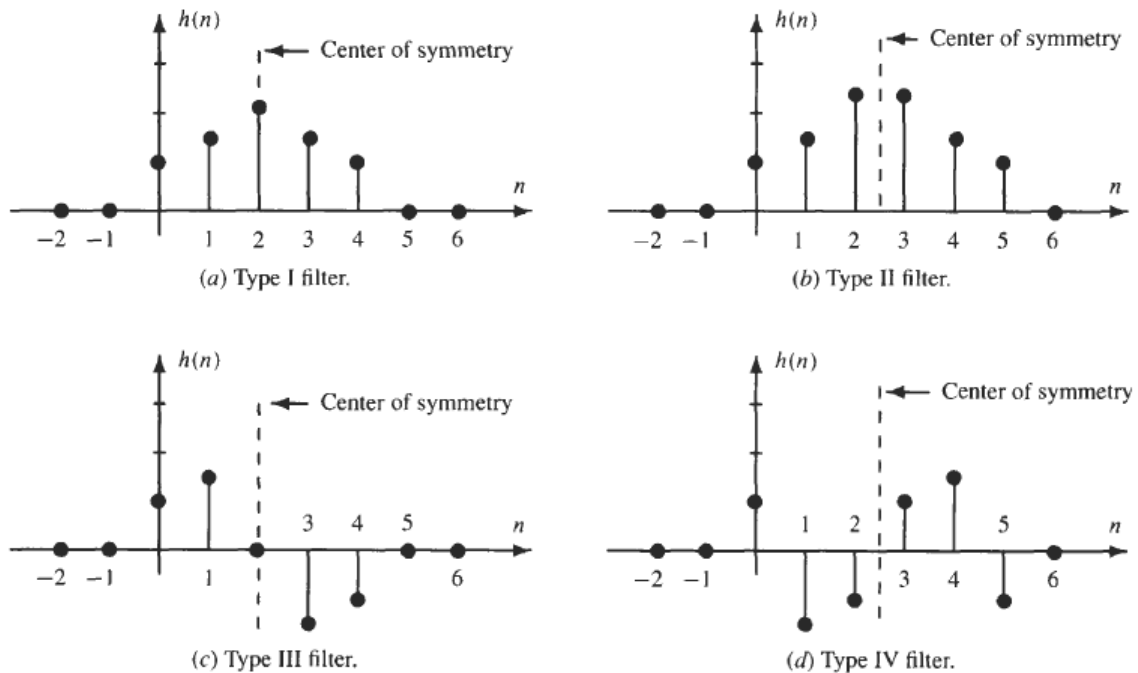 h(n)
Center of symmetry
n
−2 −1 1 2 3 4 5 6
(a) Type I filter.
h(n)
Center of symmetry
n
−2 −1 1 2 3 4 5 6
(b) Type II filter.
h(n)
Center of symmetry
3 4 5 n
−2 −1 1 6
(c) Type III filter.
h(n)
Center of symmetry
1 2 5 n
−2 −1 3 4 6
(d) Type IV filter.